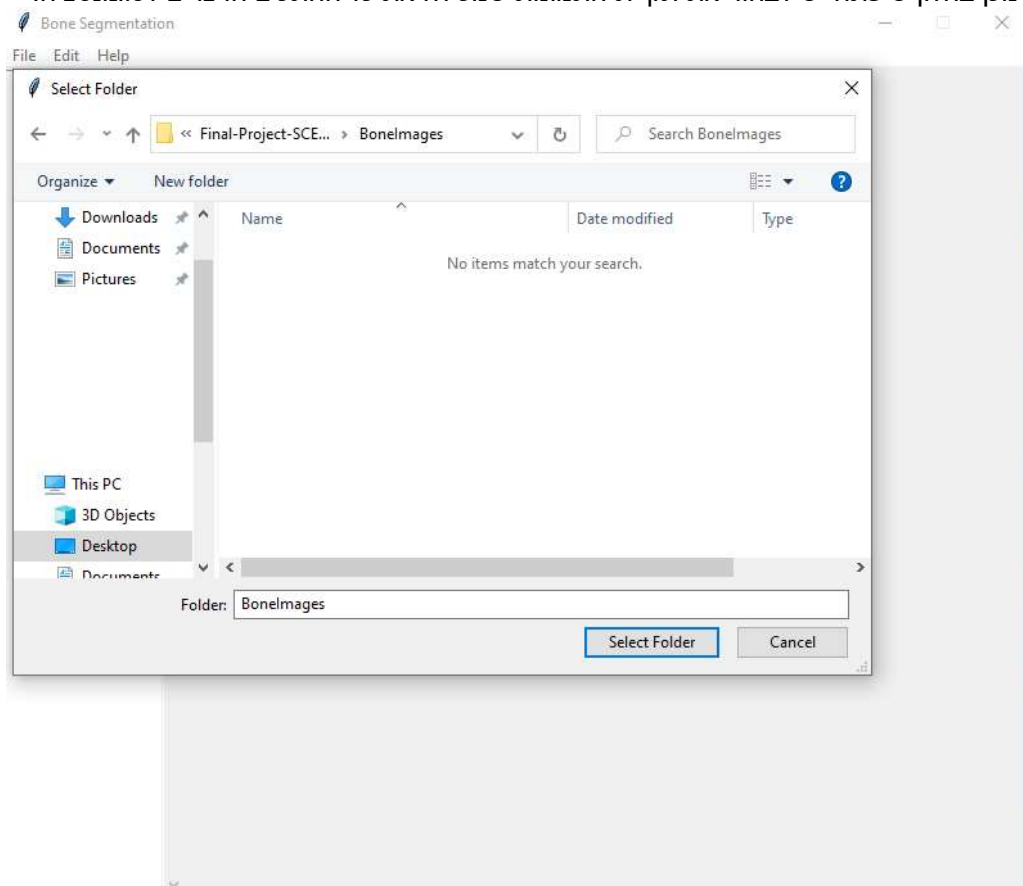 Bone Segmentation
File Edit Help
Select Folder
« Final-Project-SCE... › BoneImages
Search BoneImages
Organize
New folder
Downloads
Documents
Pictures
This PC
3D Objects
Desktop
Documents
Name
Date modified
Type
No items match your search.
Folder: BoneImages
Select Folder
Cancel